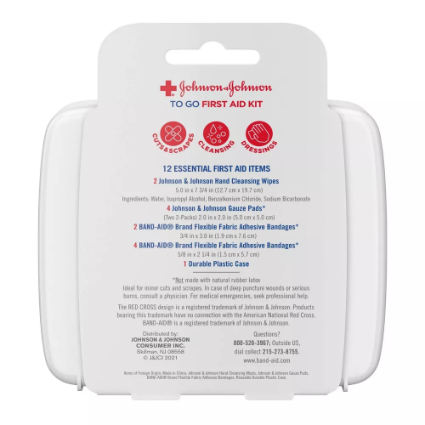 Johnson & Johnson
TO GO FIRST AID KIT
CUTS & SCRAPES
CLEANSING
DRESSINGS
12 ESSENTIAL FIRST AID ITEMS
2 Johnson & Johnson Hand Cleansing Wipes
5.0 in x 7 3/4 in (12.7 cm x 19.7 cm)
Ingredients: Water, Isopropyl Alcohol, Benzalkonium Chloride, Sodium Bicarbonate
4 Johnson & Johnson Gauze Pads*
(Two 2-Packs) 2.0 in x 2.0 in (5.0 cm x 5.0 cm)
2 BAND-AID® Brand Flexible Fabric Adhesive Bandages*
3/4 in x 3.0 in (1.9 cm x 7.6 cm)
4 BAND-AID® Brand Flexible Fabric Adhesive Bandages*
5/8 in x 2 1/4 in (1.5 cm x 5.7 cm)
1 Durable Plastic Case
*Not made with natural rubber latex
Ideal for minor cuts and scrapes. In case of deep puncture wounds or serious
burns, consult a physician. For medical emergencies, seek professional help.
The RED CROSS design is a registered trademark of Johnson & Johnson. Products
bearing this trademark have no connection with the American National Red Cross.
BAND-AID® is a registered trademark of Johnson & Johnson.
Distributed by:
JOHNSON & JOHNSON
CONSUMER INC.
Skillman, NJ 08558
© J&JCI 2021
Questions?
800-526-3967; Outside US,
dial collect 215-273-8755.
www.band-aid.com